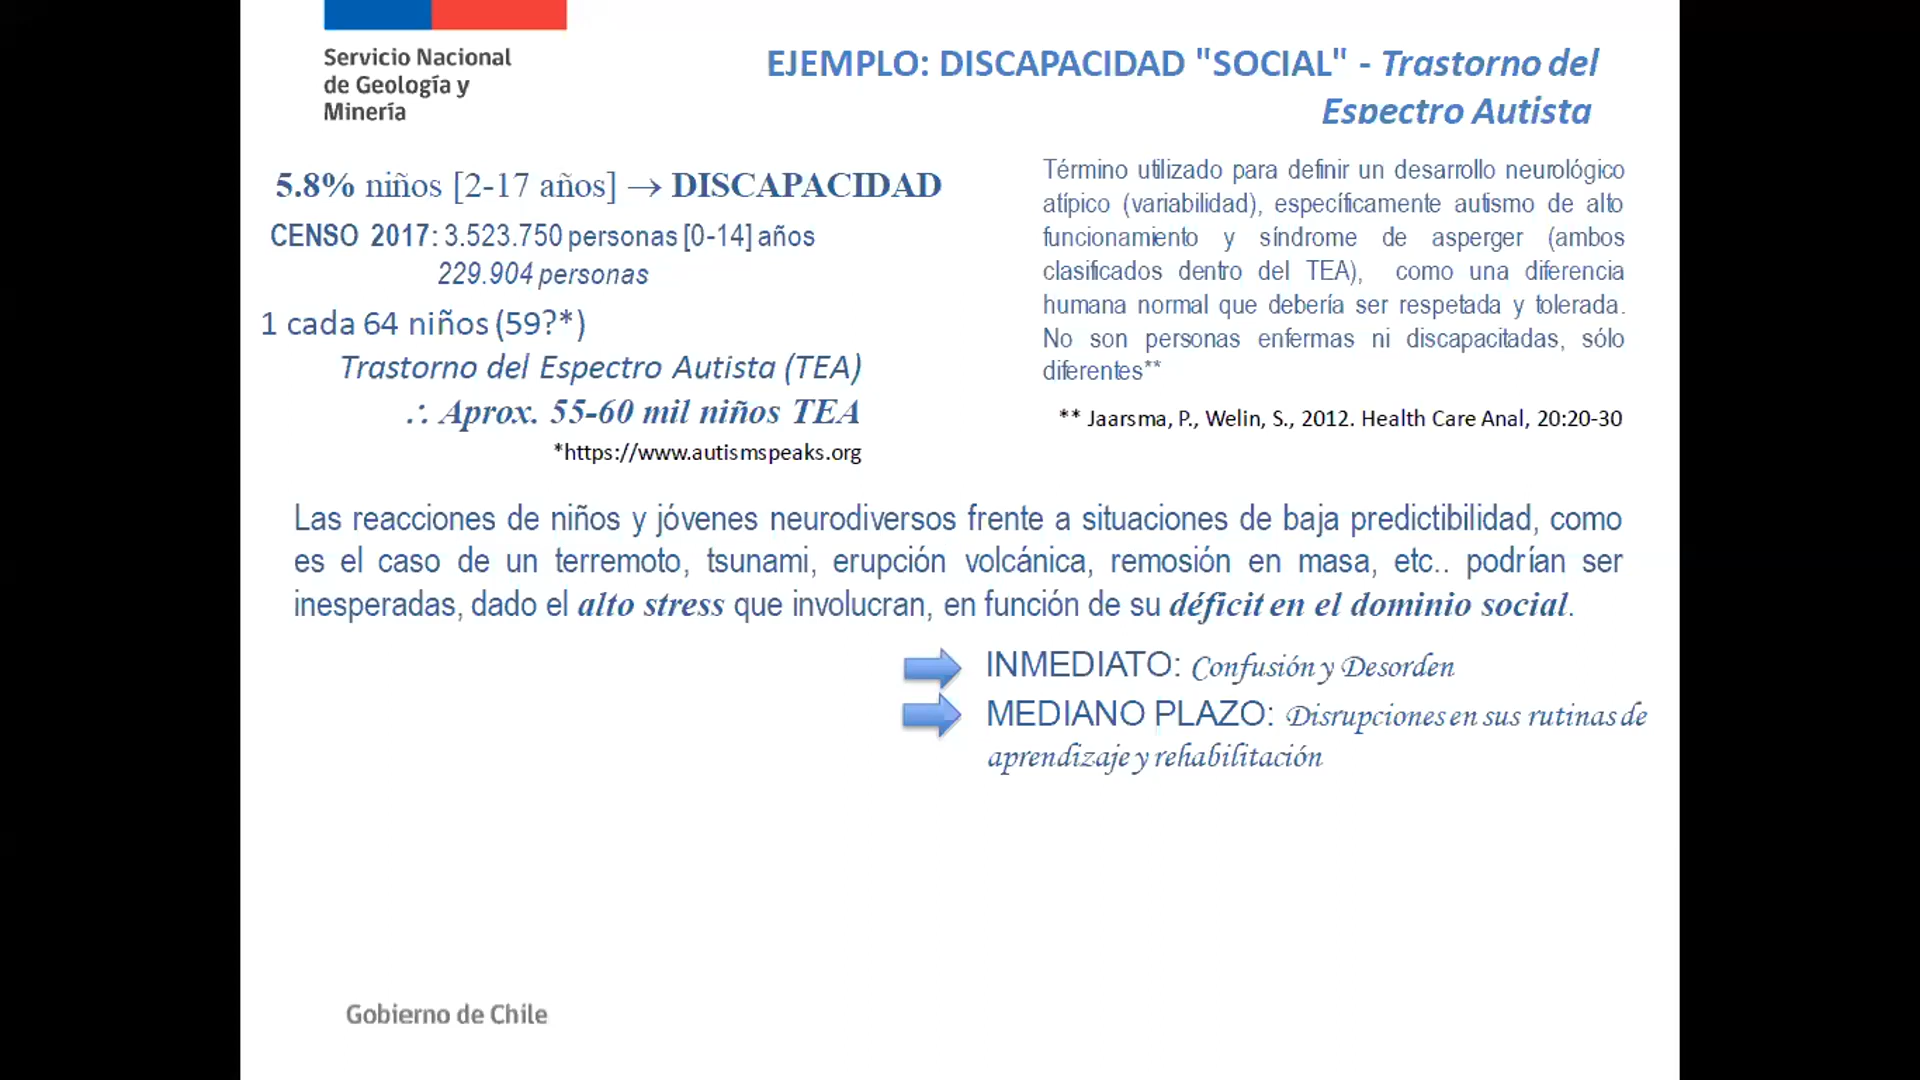 Servicio Nacional
de Geología y
Minería
EJEMPLO: DISCAPACIDAD "SOCIAL" - Trastorno del
Espectro Autista
5.8% niños [2-17 años] → DISCAPACIDAD
CENSO 2017: 3.523.750 personas [0-14] años
229.904 personas
1 cada 64 niños (59?*)
Trastorno del Espectro Autista (TEA)
∴ Aprox. 55-60 mil niños TEA
*https://www.autismspeaks.org
Término utilizado para definir un desarrollo neurológico
atípico (variabilidad), específicamente autismo de alto
funcionamiento y síndrome de asperger (ambos
clasificados dentro del TEA), como una diferencia
humana normal que debería ser respetada y tolerada.
No son personas enfermas ni discapacitadas, sólo
diferentes**
** Jaarsma, P., Welin, S., 2012. Health Care Anal, 20:20-30
Las reacciones de niños y jóvenes neurodiversos frente a situaciones de baja predictibilidad, como
es el caso de un terremoto, tsunami, erupción volcánica, remosión en masa, etc.. podrían ser
inesperadas, dado el alto stress que involucran, en función de su déficit en el dominio social.
INMEDIATO: Confusión y Desorden
MEDIANO PLAZO: Disrupciones en sus rutinas de
aprendizaje y rehabilitación
Gobierno de Chile